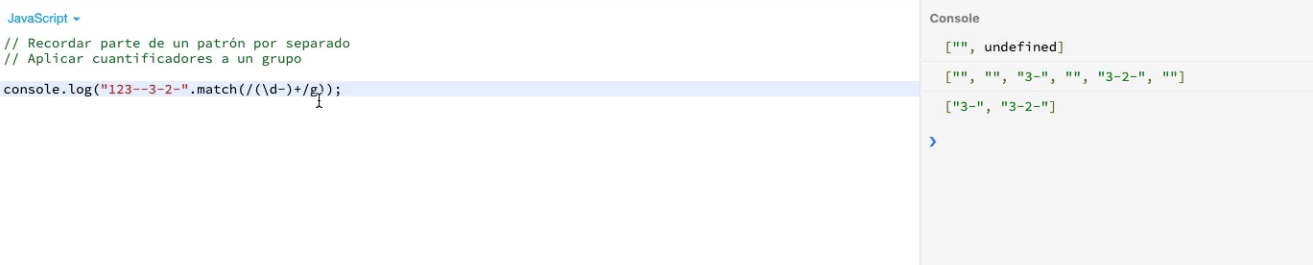 JavaScript
// Recordar parte de un patrón por separado
// Aplicar cuantificadores a un grupo
console.log("123--3-2-".match(/(\d-)+/g));
Console
["", undefined]
["", "", "3-", "", "3-2-", ""]
["3-", "3-2-"]
❯